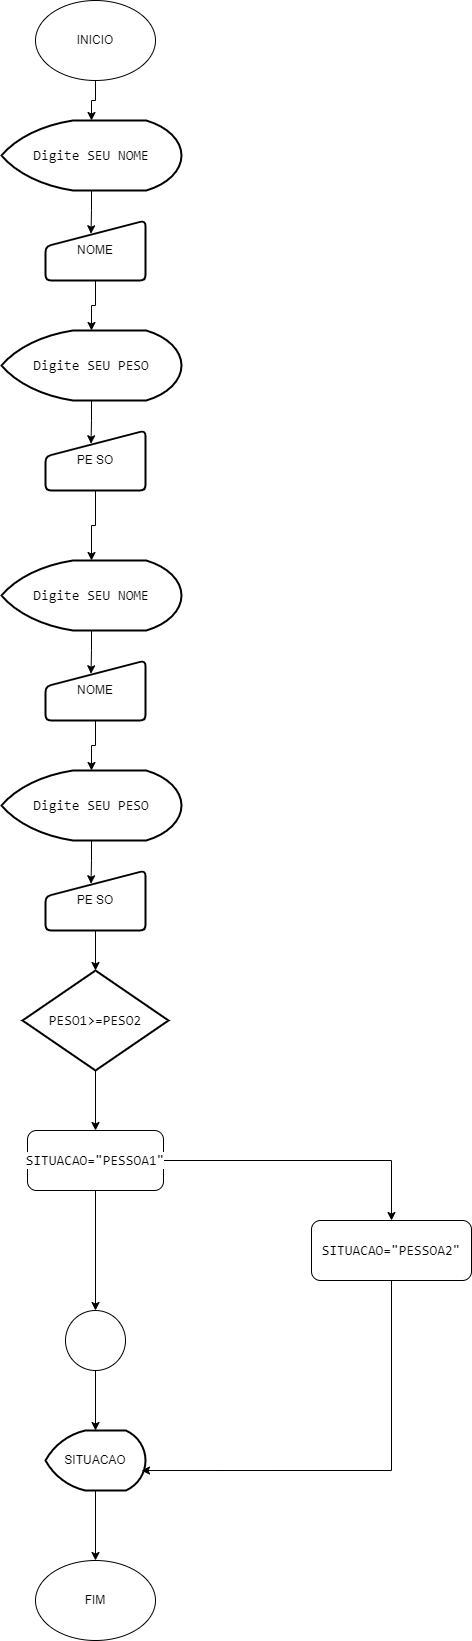 INICIO
Digite SEU NOME
NOME
Digite SEU PESO
PE SO
Digite SEU NOME
NOME
Digite SEU PESO
PE SO
PESO1>=PESO2
SITUACAO="PESSOA1"
SITUACAO="PESSOA2"
SITUACAO
FIM